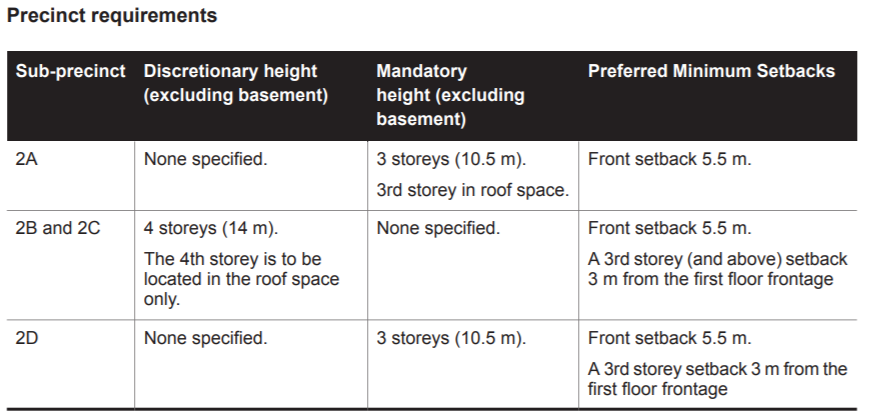 Precinct requirements
Sub-precinct
Discretionary height
(excluding basement)
Mandatory
height (excluding
basement)
Preferred Minimum Setbacks
2A
None specified.
3 storeys (10.5 m).
3rd storey in roof space.
Front setback 5.5 m.
2B and 2C
4 storeys (14 m).
The 4th storey is to be
located in the roof space
only.
None specified.
Front setback 5.5 m.
A 3rd storey (and above) setback
3 m from the first floor frontage
2D
None specified.
3 storeys (10.5 m).
Front setback 5.5 m.
A 3rd storey setback 3 m from the
first floor frontage